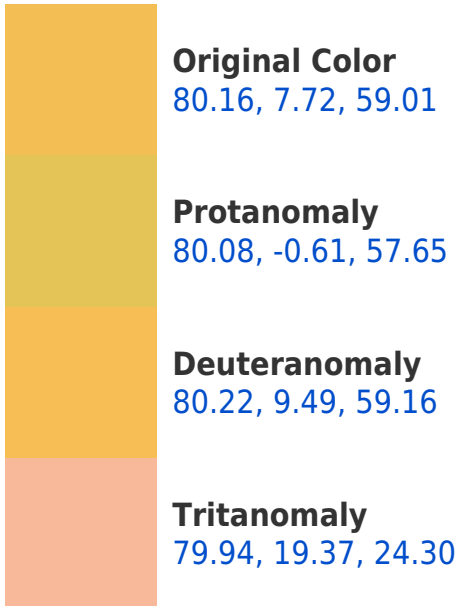 Original Color
80.16, 7.72, 59.01
Protanomaly
80.08, -0.61, 57.65
Deuteranomaly
80.22, 9.49, 59.16
Tritanomaly
79.94, 19.37, 24.30